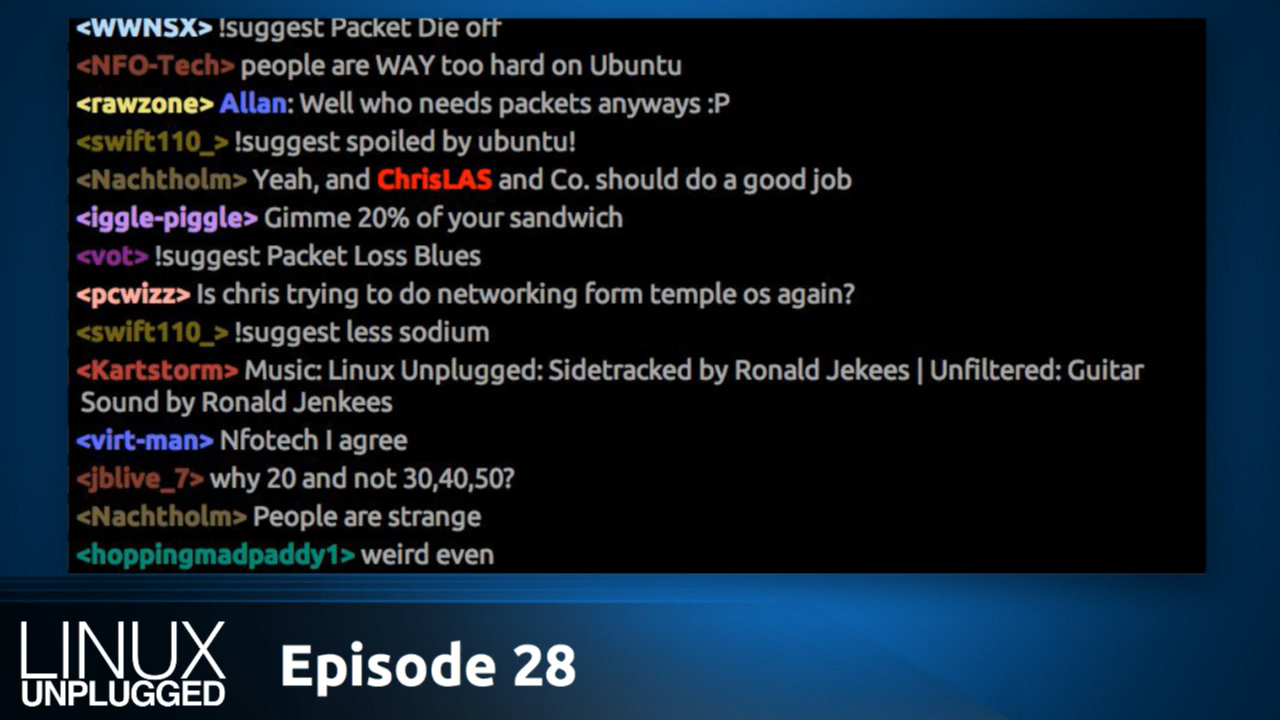 <WWNSX> !suggest Packet Die off
<NFO-Tech> people are WAY too hard on Ubuntu
<rawzone> Allan: Well who needs packets anyways :P
<swift110_> !suggest spoiled by ubuntu!
<Nachtholm> Yeah, and ChrisLAS and Co. should do a good job
<iggle-piggle> Gimme 20% of your sandwich
<vot> !suggest Packet Loss Blues
<pcwizz> Is chris trying to do networking form temple os again?
<swift110_> !suggest less sodium
<Kartstorm> Music: Linux Unplugged: Sidetracked by Ronald Jekees | Unfiltered: Guitar
Sound by Ronald Jenkees
<virt-man> Nfotech I agree
<jblive_7> why 20 and not 30,40,50?
<Nachtholm> People are strange
<hoppingmadpaddy1> weird even
LINUX
UNPLUGGED
Episode 28